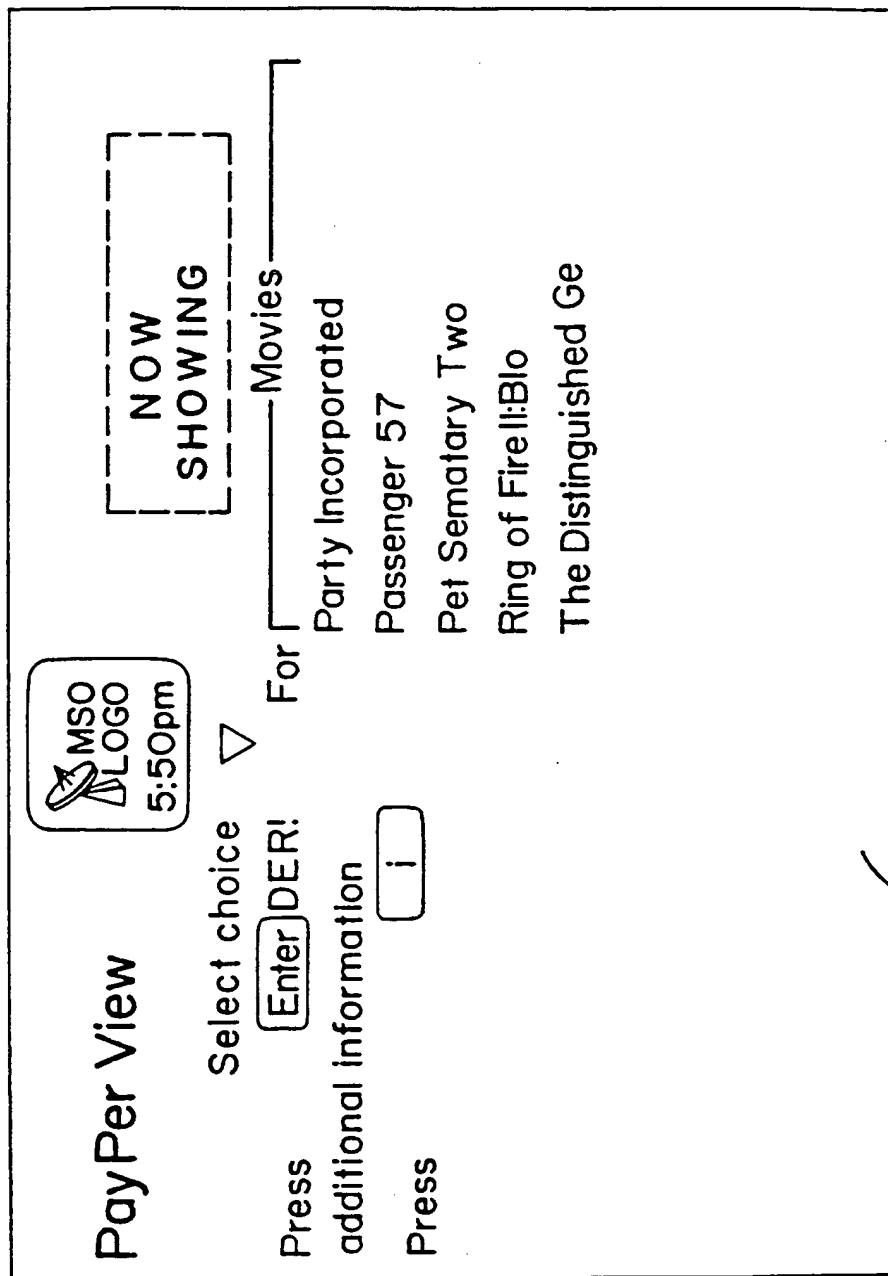 PayPer View
MSO
LOGO
5:50pm
NOW
SHOWING
Select choice
Press Enter DER! For
additional information
Press i
Movies
Party Incorporated
Passenger 57
Pet Sematary Two
Ring of Fire II:Blo
The Distinguished Ge